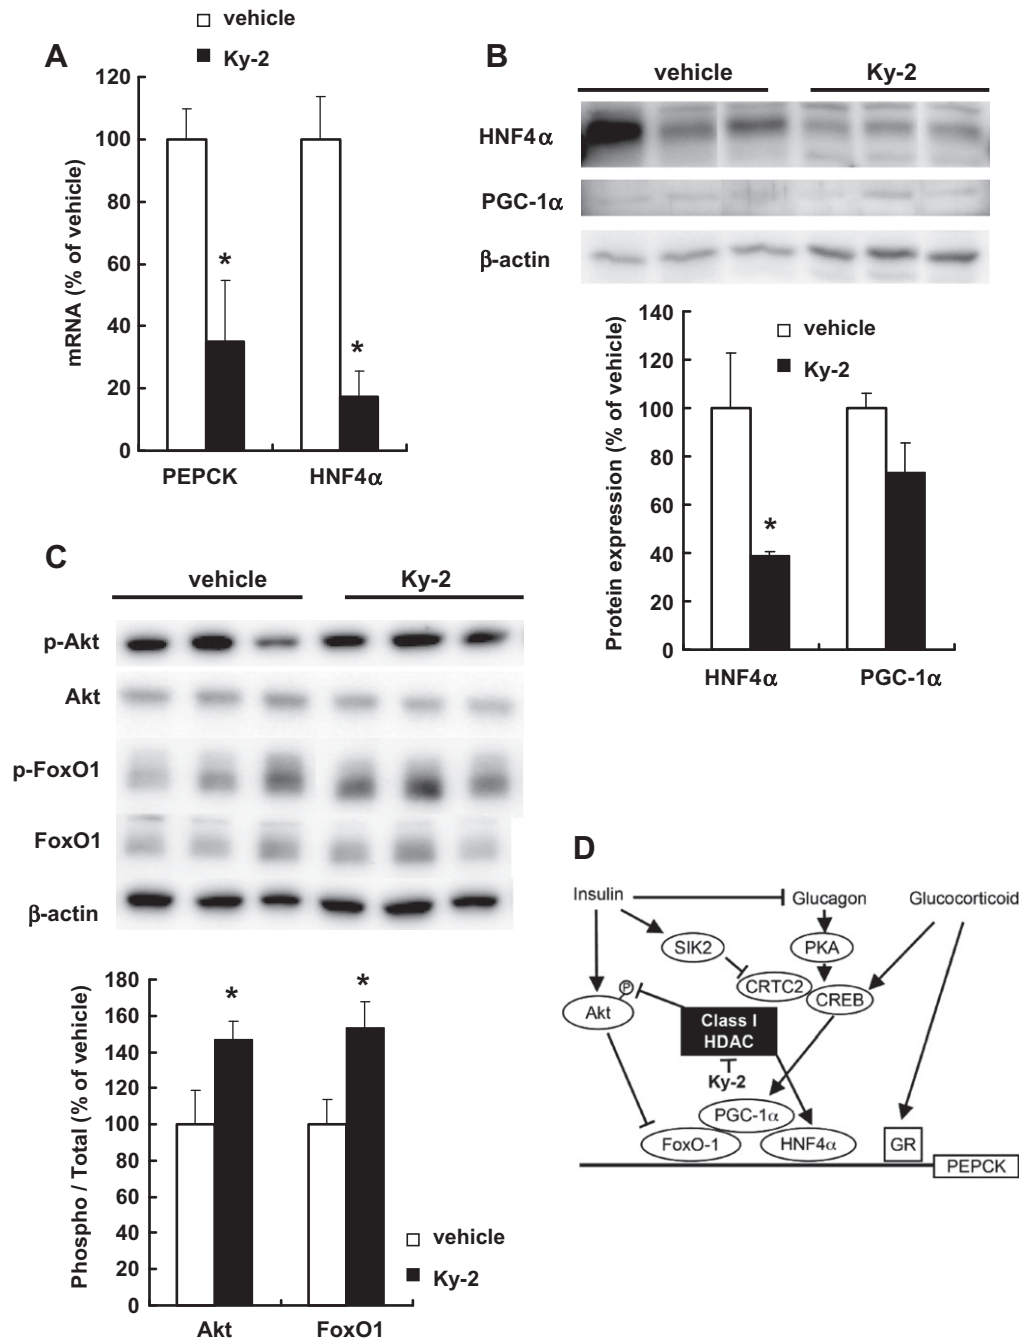 vehicle
Ky-2
A
120
100
80
60
40
20
0
mRNA (% of vehicle)
*
*
PEPCK HNF4α
B
vehicle Ky-2
HNF4α
PGC-1α
β-actin
140
120
100
80
60
40
20
0
Protein expression (% of vehicle)
vehicle
Ky-2
*
HNF4α PGC-1α
C
vehicle Ky-2
p-Akt
Akt
p-FoxO1
FoxO1
β-actin
180
160
140
120
100
80
60
40
20
0
Phospho / Total (% of vehicle)
*
*
vehicle
Ky-2
Akt FoxO1
D
Insulin Glucagon Glucocorticoid
SIK2 PKA
CRTC2
CREB
P
Akt
Class I
HDAC
Ky-2
PGC-1α
FoxO-1 HNF4α GR
PEPCK